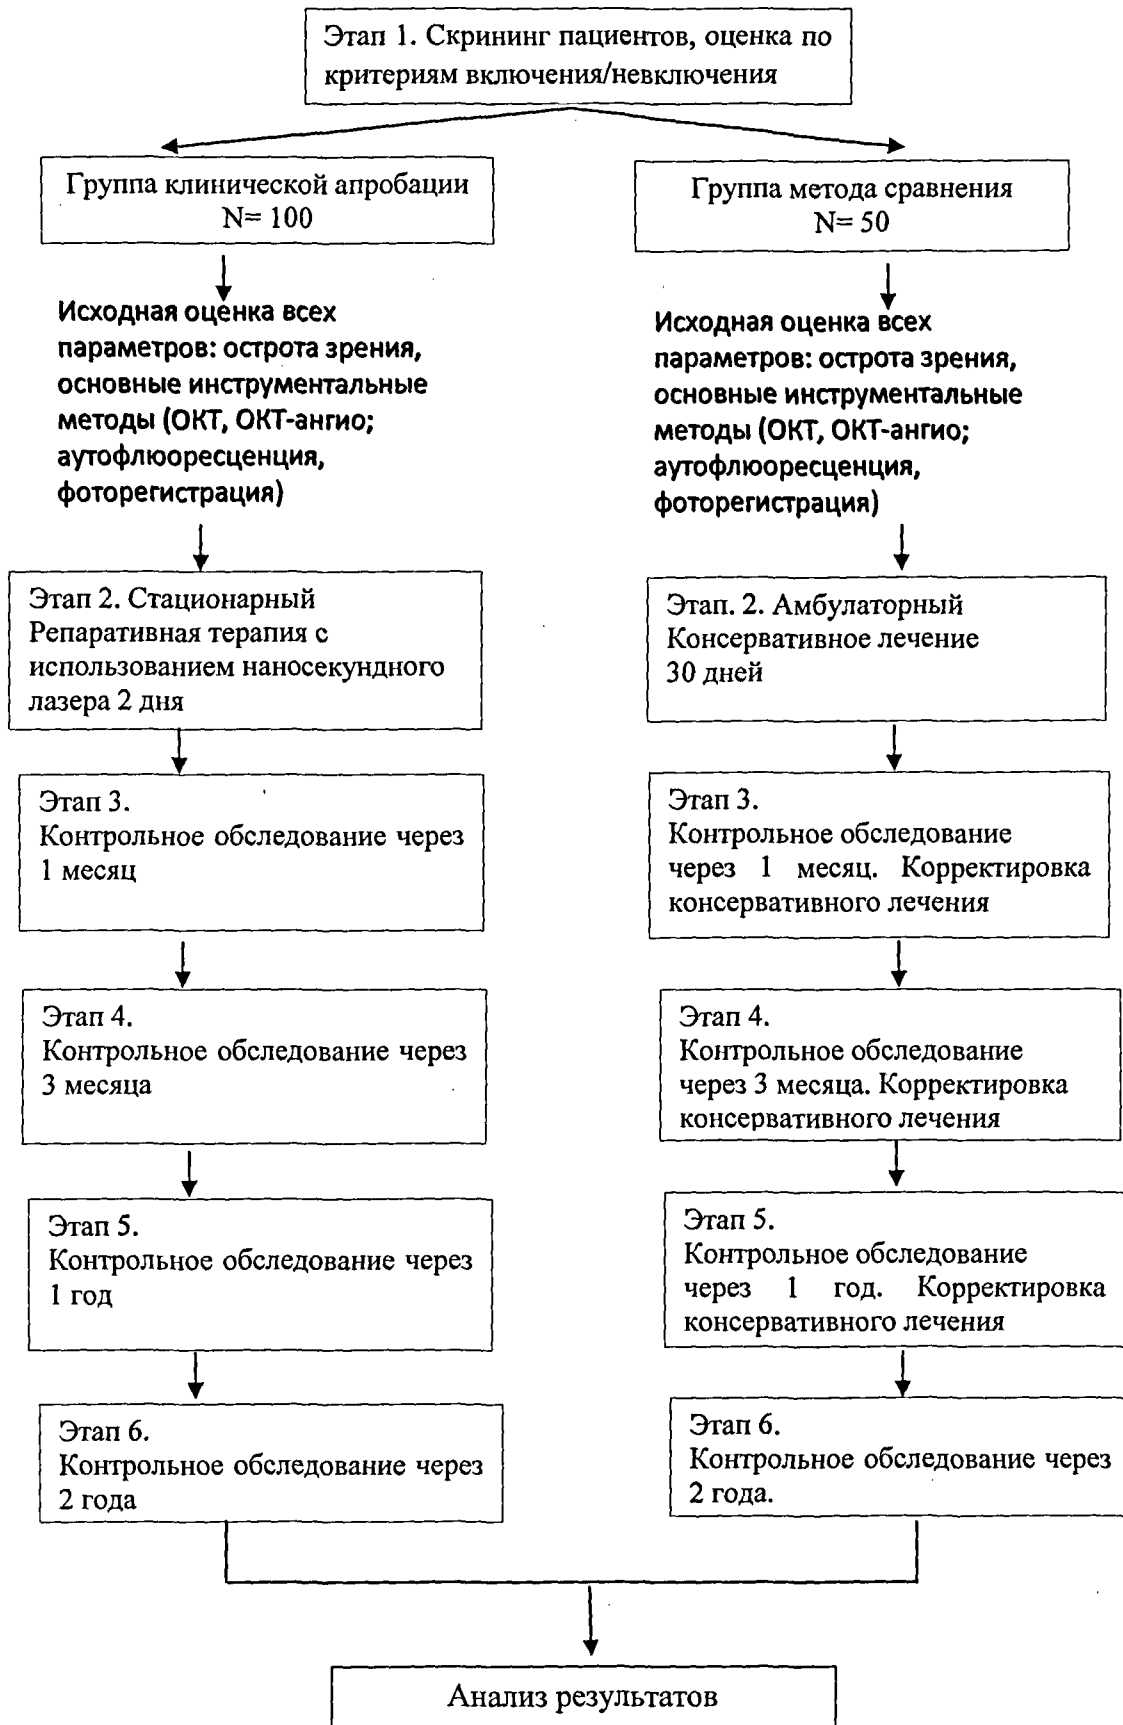 Этап 1. Скрининг пациентов, оценка по
критериям включения/невключения
Группа клинической апробации
N= 100
Группа метода сравнения
N= 50
Исходная оценка всех
параметров: острота зрения,
основные инструментальные
методы (ОКТ, ОКТ-ангио;
аутофлюоресценция,
фоторегистрация)
Исходная оценка всех
параметров: острота зрения,
основные инструментальные
методы (ОКТ, ОКТ-ангио;
аутофлюоресценция,
фоторегистрация)
Этап 2. Стационарный
Репаративная терапия с
использованием наносекундного
лазера 2 дня
Этап. 2. Амбулаторный
Консервативное лечение
30 дней
Этап 3.
Контрольное обследование через
1 месяц
Этап 3.
Контрольное обследование
через 1 месяц. Корректировка
консервативного лечения
Этап 4.
Контрольное обследование через
3 месяца
Этап 4.
Контрольное обследование
через 3 месяца. Корректировка
консервативного лечения
Этап 5.
Контрольное обследование через
1 год
Этап 5.
Контрольное обследование
через 1 год. Корректировка
консервативного лечения
Этап 6.
Контрольное обследование через
2 года
Этап 6.
Контрольное обследование через
2 года.
Анализ результатов